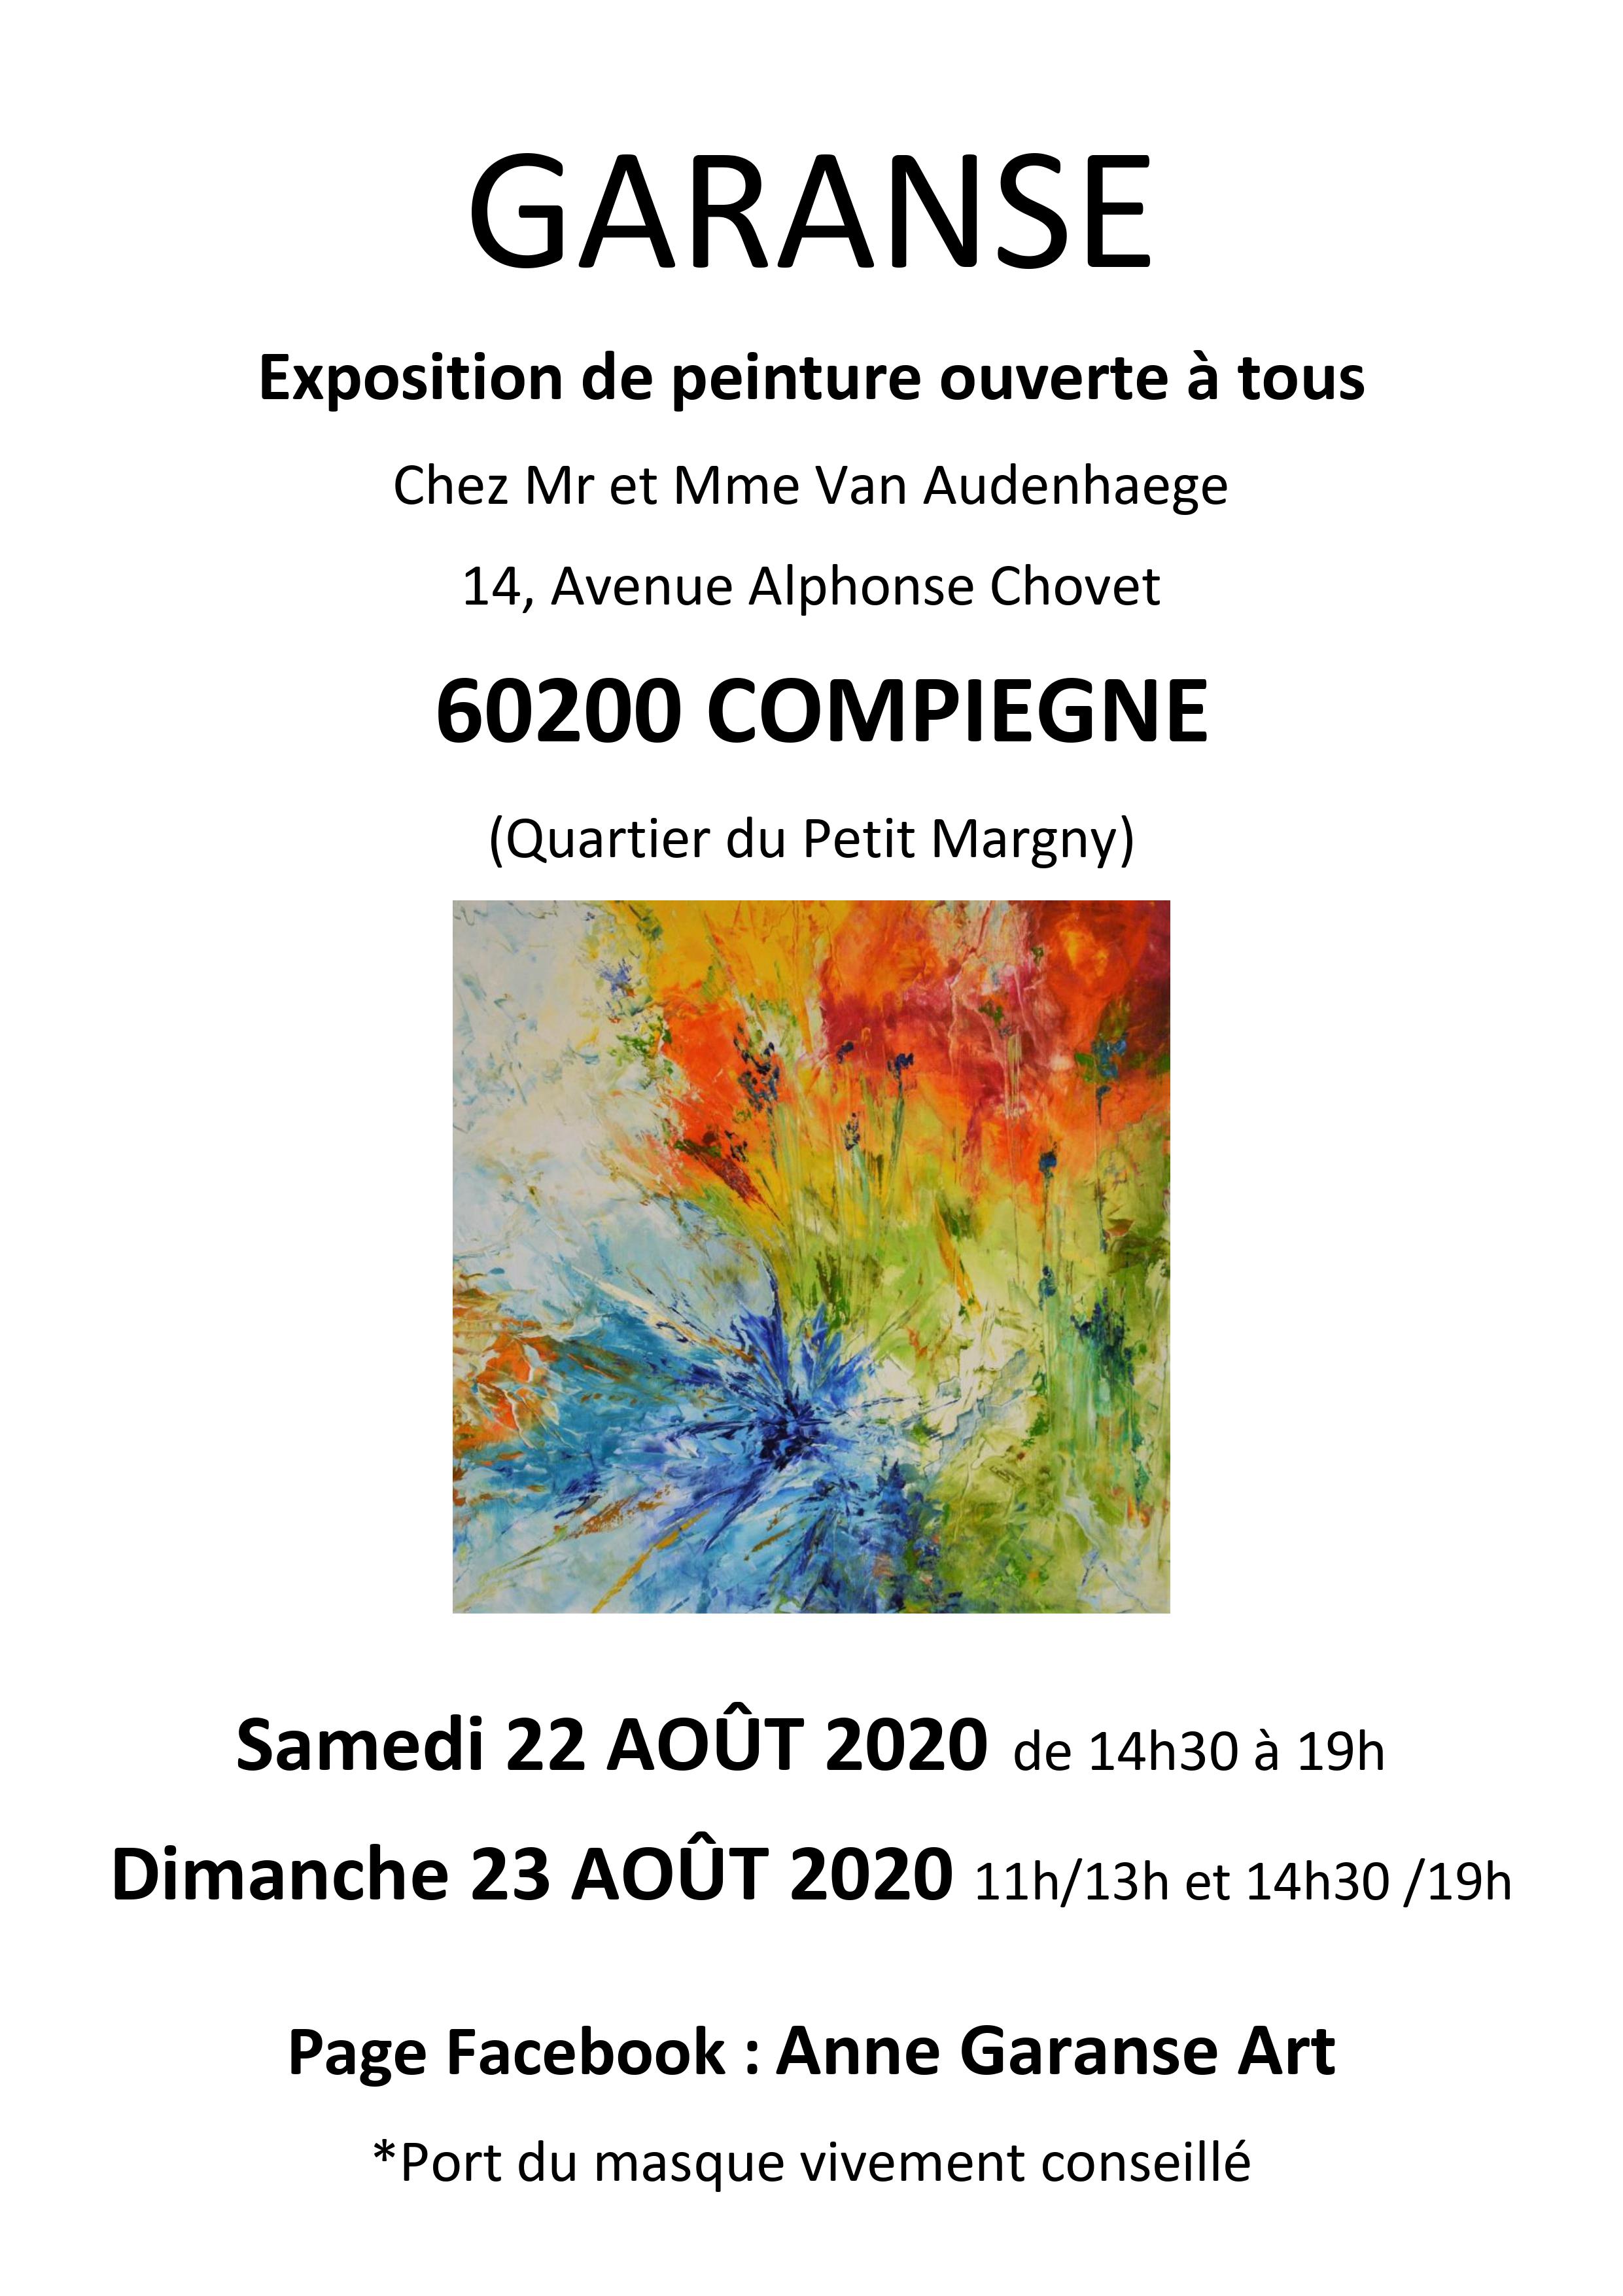 GARANSE
Exposition de peinture ouverte à tous
Chez Mr et Mme Van Audenhaege
14, Avenue Alphonse Chovet
60200 COMPIEGNE
(Quartier du Petit Margny)
Samedi 22 AOÛT 2020 de 14h30 à 19h
Dimanche 23 AOÛT 2020 11h/13h et 14h30 /19h
Page Facebook : Anne Garanse Art
*Port du masque vivement conseillé